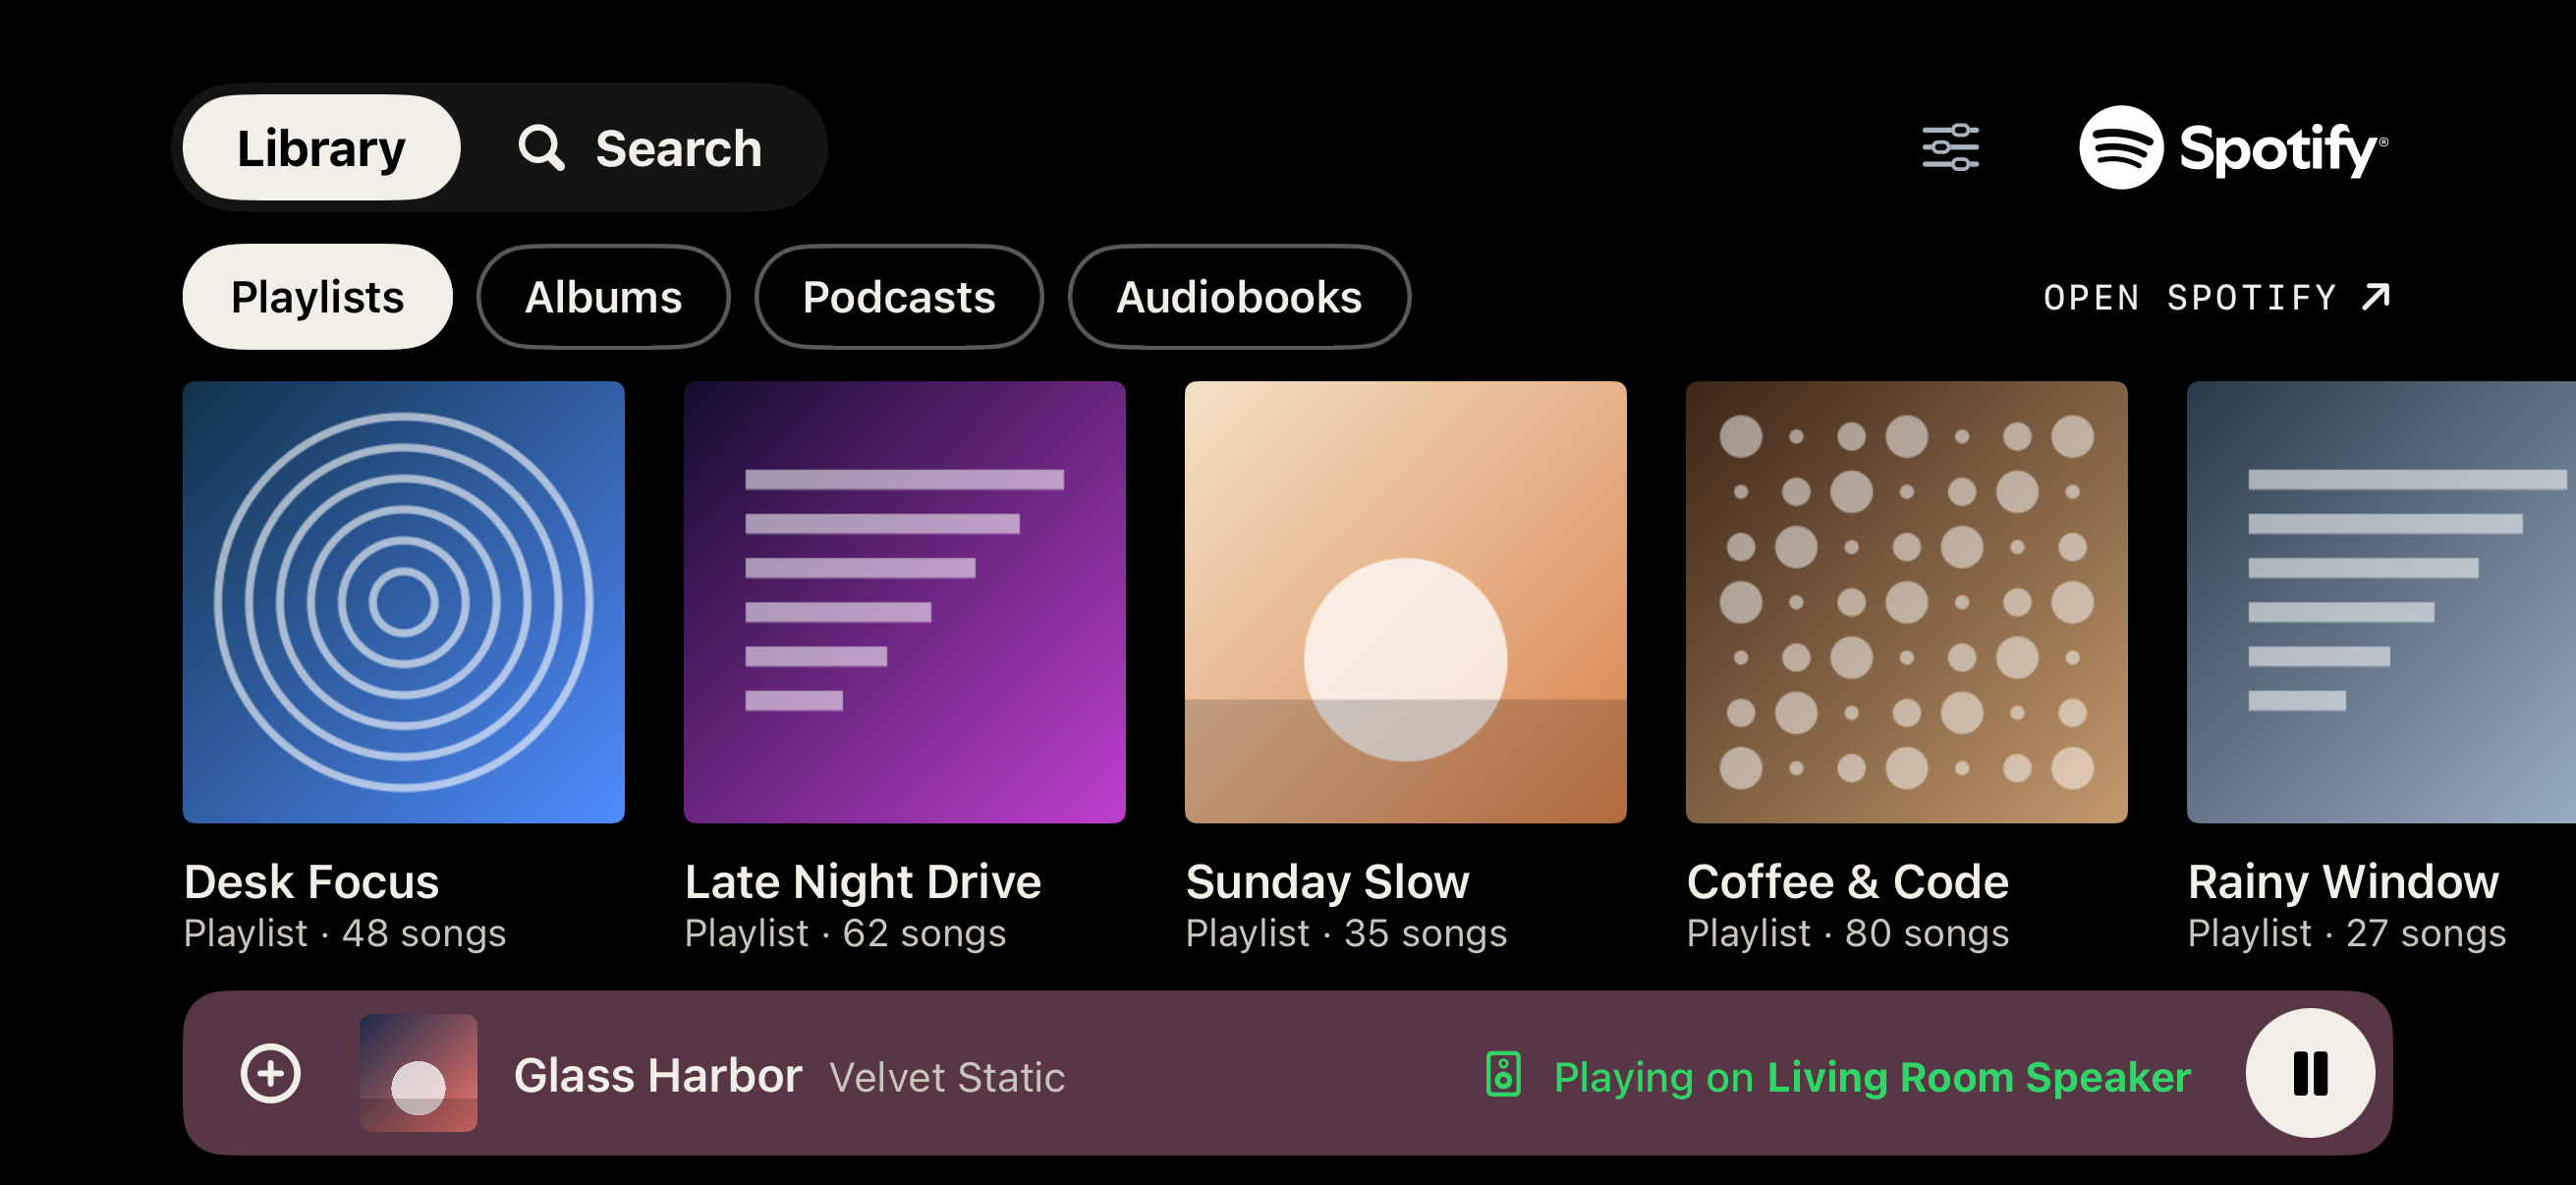 Library
Search
Spotify®
Playlists
Albums
Podcasts
Audiobooks
OPEN SPOTIFY
Desk Focus
Playlist · 48 songs
Late Night Drive
Playlist · 62 songs
Sunday Slow
Playlist · 35 songs
Coffee & Code
Playlist · 80 songs
Rainy Window
Playlist · 27 songs
Glass Harbor Velvet Static
Playing on Living Room Speaker